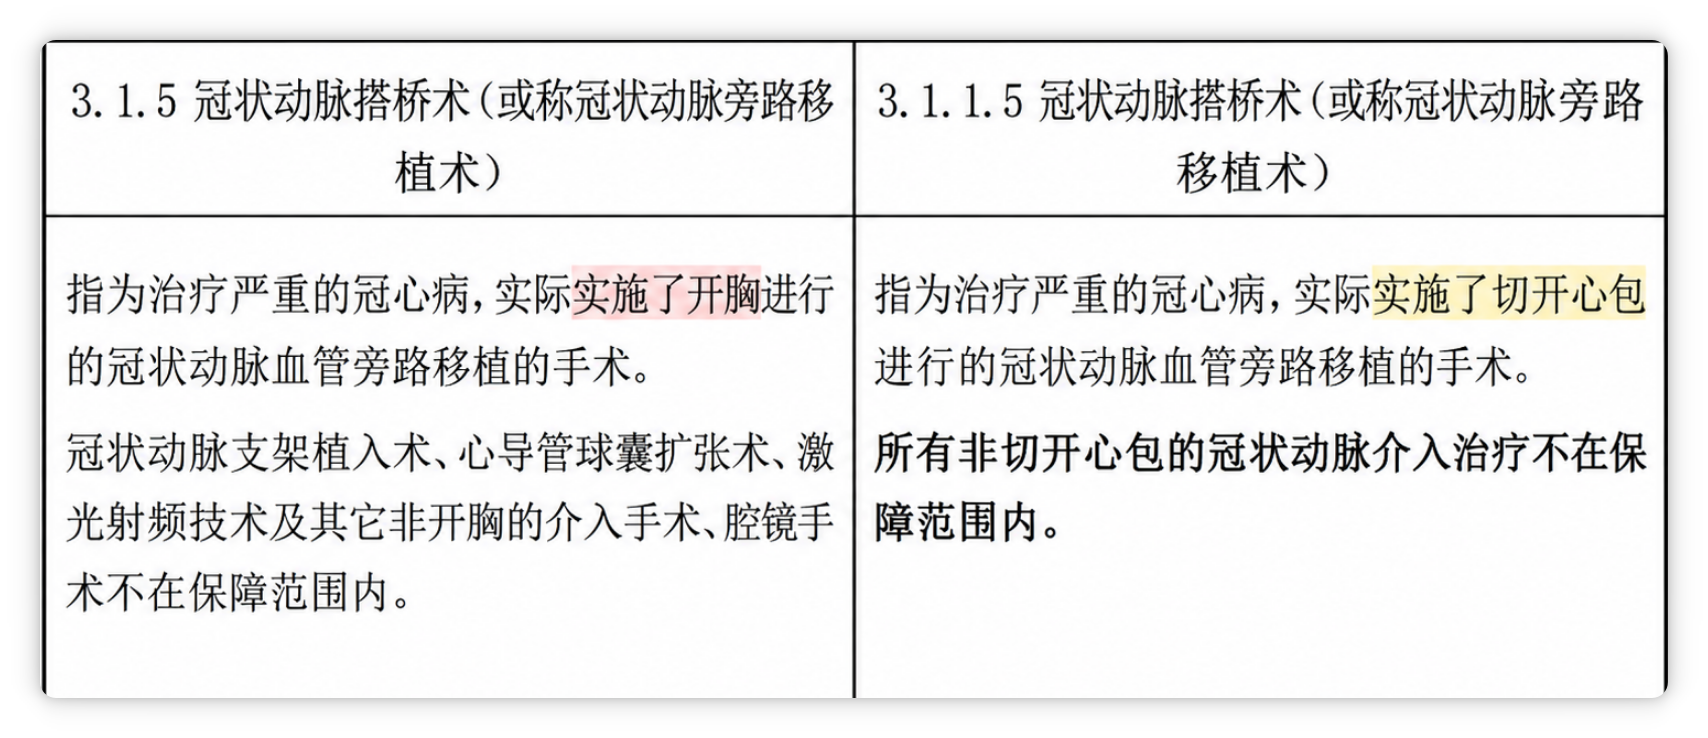 3.1.5 冠状动脉搭桥术(或称冠状动脉旁路移
植术)
3.1.1.5 冠状动脉搭桥术(或称冠状动脉旁路
移植术)
指为治疗严重的冠心病,实际实施了开胸进行
的冠状动脉血管旁路移植的手术。
冠状动脉支架植入术、心导管球囊扩张术、激
光射频技术及其它非开胸的介入手术、腔镜手
术不在保障范围内。
指为治疗严重的冠心病,实际实施了切开心包
进行的冠状动脉血管旁路移植的手术。
所有非切开心包的冠状动脉介入治疗不在保
障范围内。